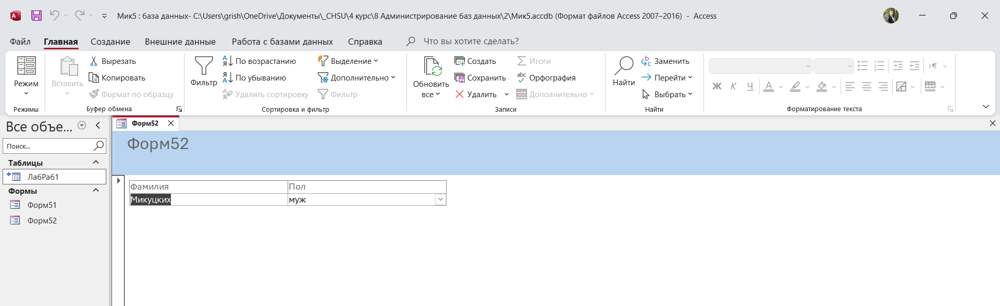 Мик5 : база данных- C:\Users\grish\OneDrive\Документы\_CHSU\4 курс\8 Администрирование баз данных\2\Мик5.accdb (Формат файлов Access 2007–2016) - Access
Файл Главная Создание Внешние данные Работа с базами данных Справка Что вы хотите сделать?
Режим
Режимы
Вставить
Вырезать
Копировать
Формат по образцу
Буфер обмена
Фильтр
По возрастанию
По убыванию
Удалить сортировку
Выделение
Дополнительно
Фильтр
Сортировка и фильтр
Обновить
все
Создать
Сохранить
Удалить
Итоги
Орфография
Дополнительно
Записи
Найти
Заменить
Перейти
Выбрать
Найти
Ж К Ч А
Форматирование текста
Все объе...
Поиск...
Таблицы
ЛабРаб1
Формы
Форм51
Форм52
Форм52
Форм52
Фамилия Пол
Микуцких муж